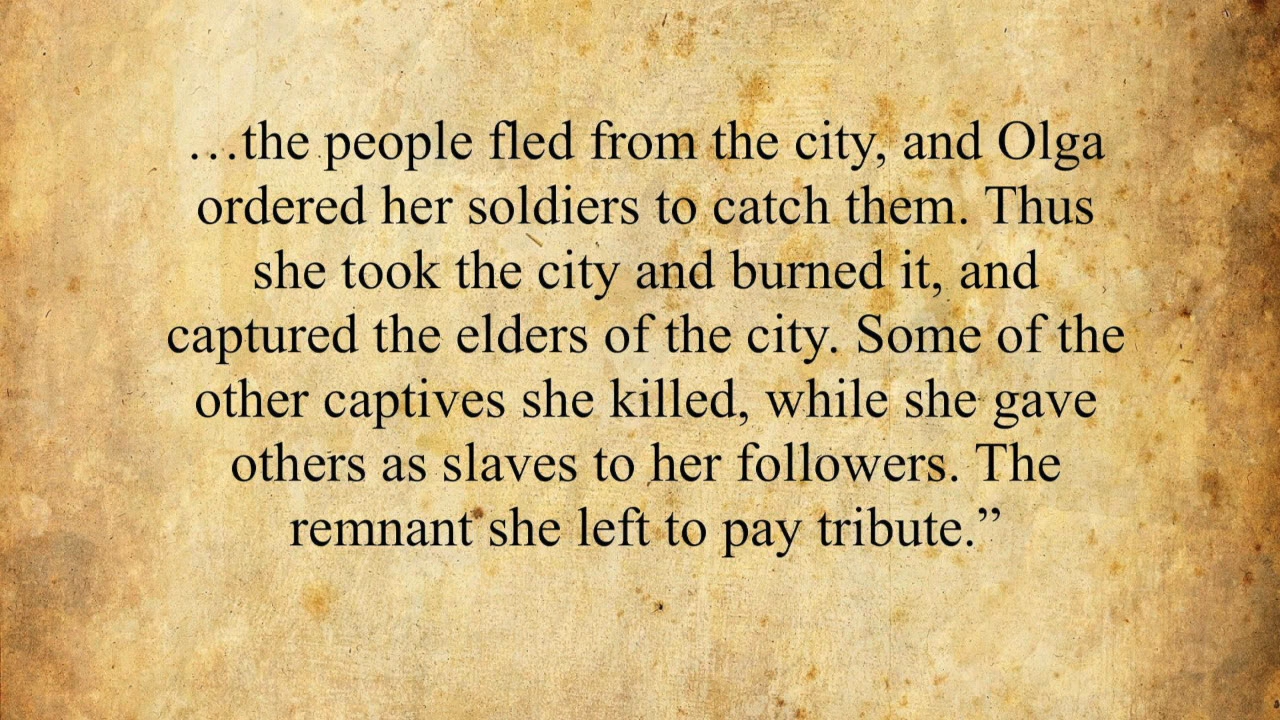 …the people fled from the city, and Olga
ordered her soldiers to catch them. Thus
she took the city and burned it, and
captured the elders of the city. Some of the
other captives she killed, while she gave
others as slaves to her followers. The
remnant she left to pay tribute.”